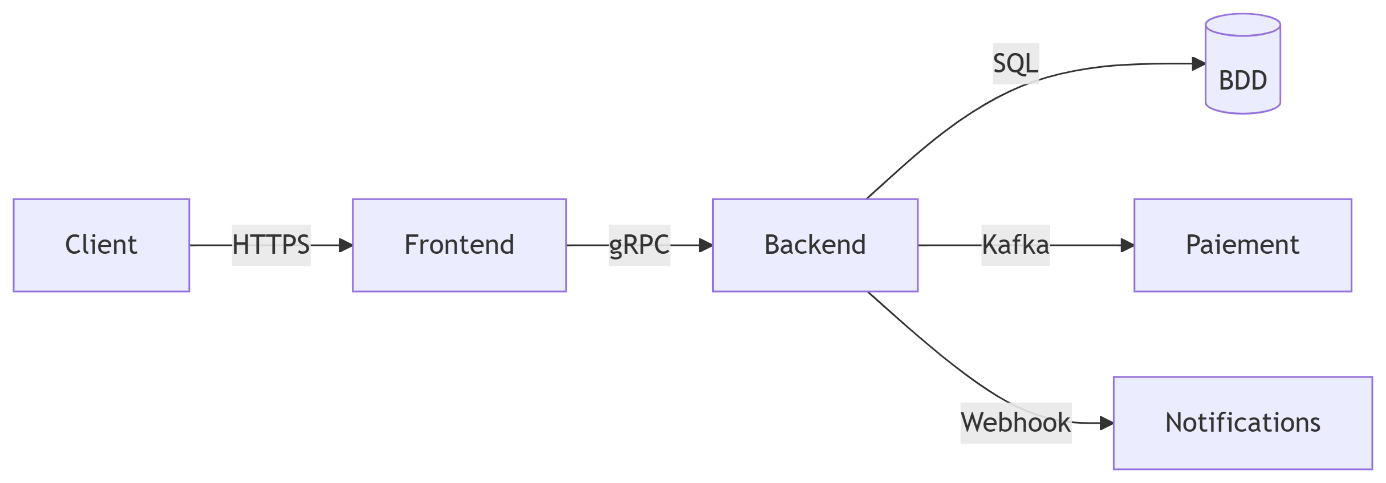 SQL
BDD
Client
HTTPS
Frontend
gRPC
Backend
Kafka
Paiement
Webhook
Notifications